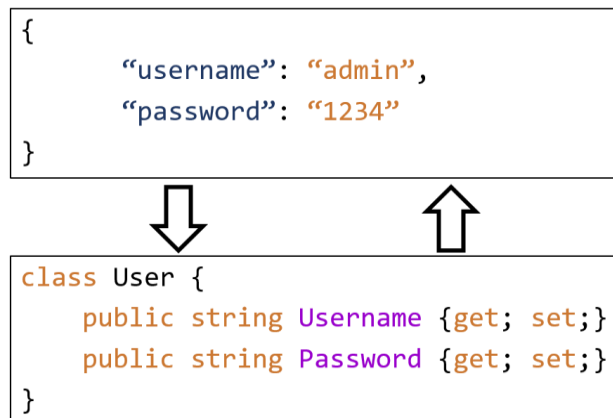 {
“username”: “admin”,
“password”: “1234”
}
class User {
public string Username {get; set;}
public string Password {get; set;}
}